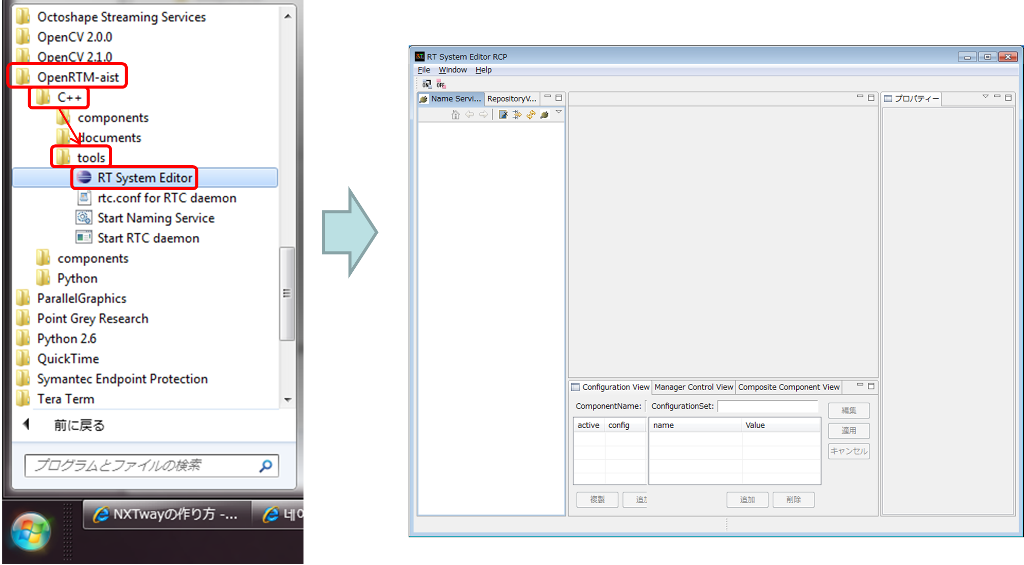 Octoshape Streaming Services
OpenCV 2.0.0
OpenCV 2.1.0
OpenRTM-aist
C++
components
documents
tools
RT System Editor
rtc.conf for RTC daemon
Start Naming Service
Start RTC daemon
components
Python
ParallelGraphics
Point Grey Research
Python 2.6
QuickTime
Symantec Endpoint Protection
Tera Term
前に戻る
プログラムとファイルの検索
NXTwayの作り方 -...
네이
RT System Editor RCP
File Window Help
Name Servi... RepositoryV...
プロパティー
Configuration View Manager Control View Composite Component View
ComponentName: ConfigurationSet:
編集
active config name Value
適用
キャンセル
複製 追加 追加 削除